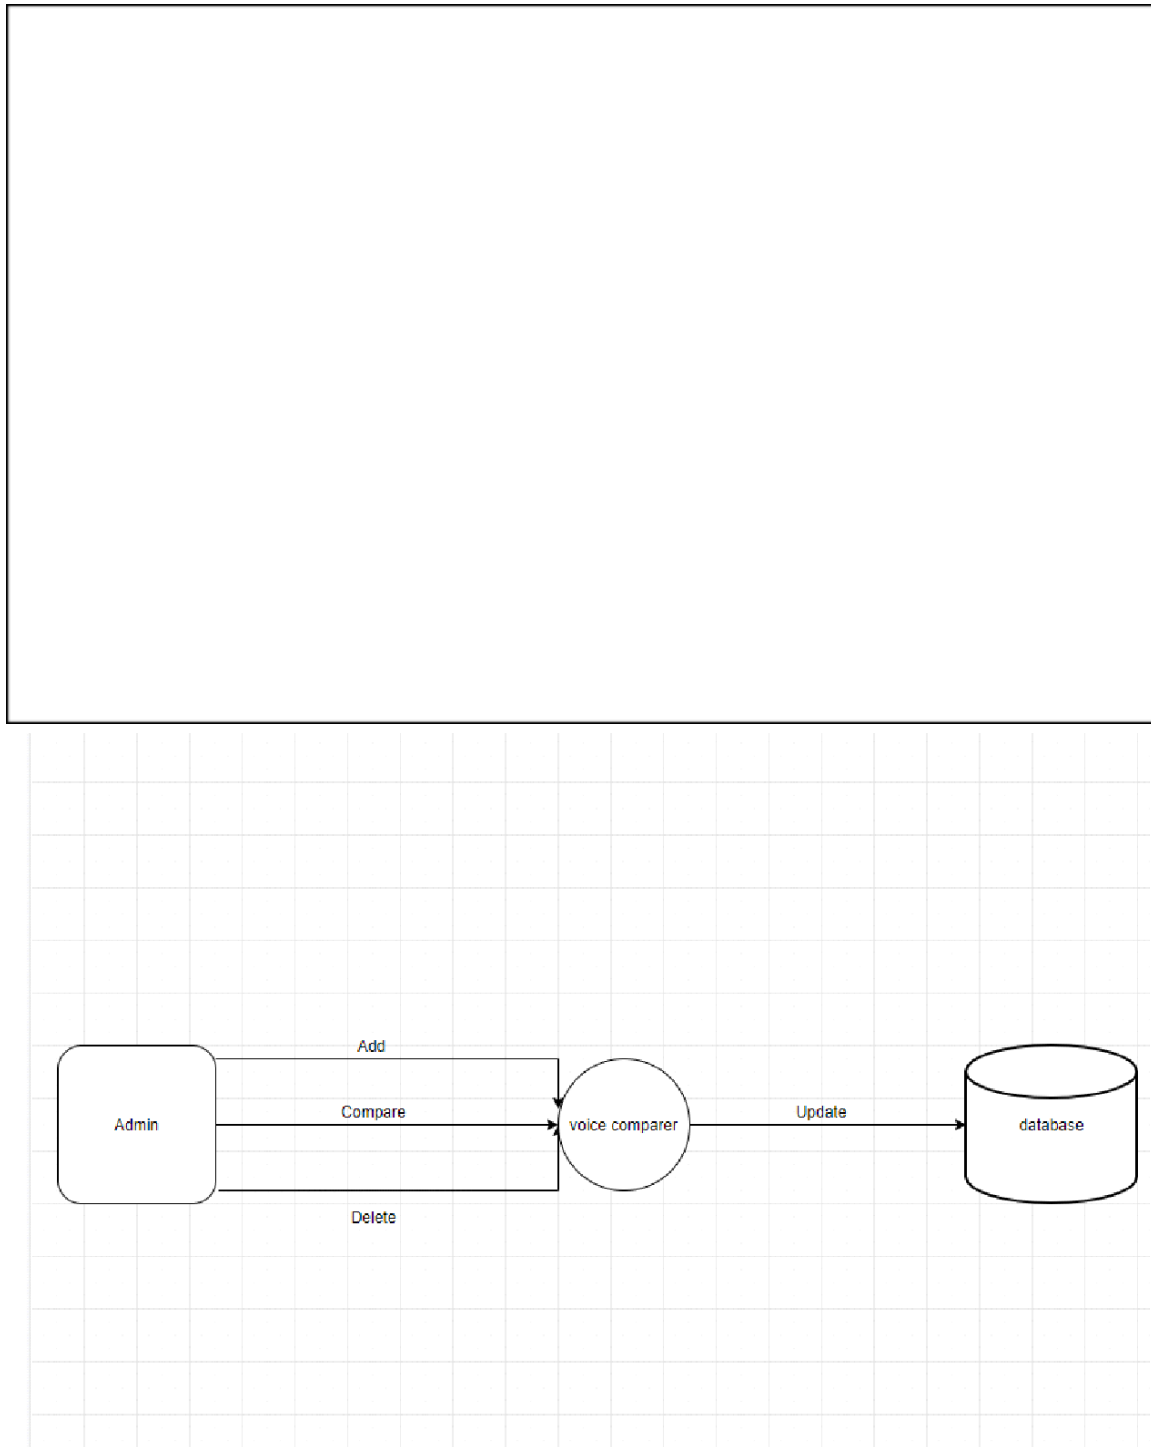 Add
Admin
Compare
voice comparer
Update
database
Delete